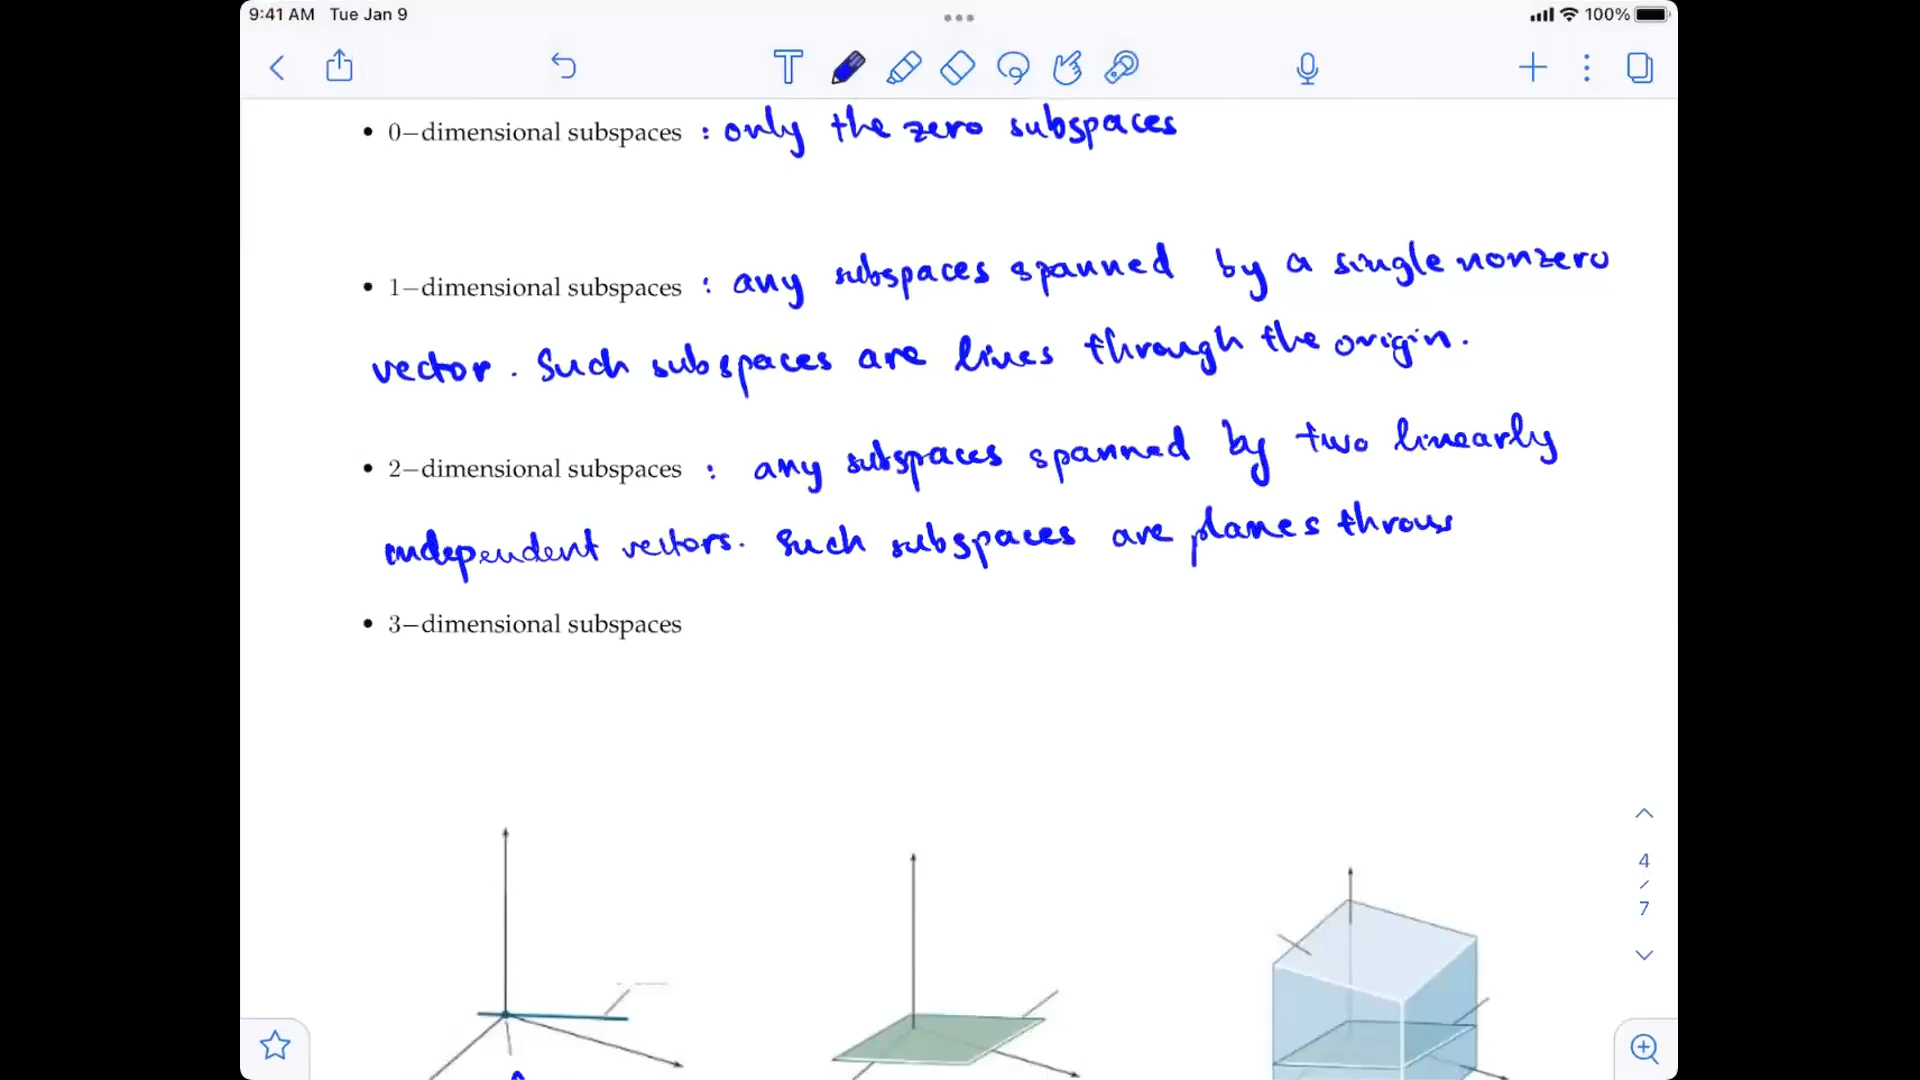 9:41 AM Tue Jan 9
100%
• 0−dimensional subspaces : only the zero subspaces
• 1−dimensional subspaces : any subspaces spanned by a single nonzero
vector. Such subspaces are lines through the origin.
• 2−dimensional subspaces : any subspaces spanned by two linearly
independent vectors. Such subspaces are planes throus
• 3−dimensional subspaces
4
/
7